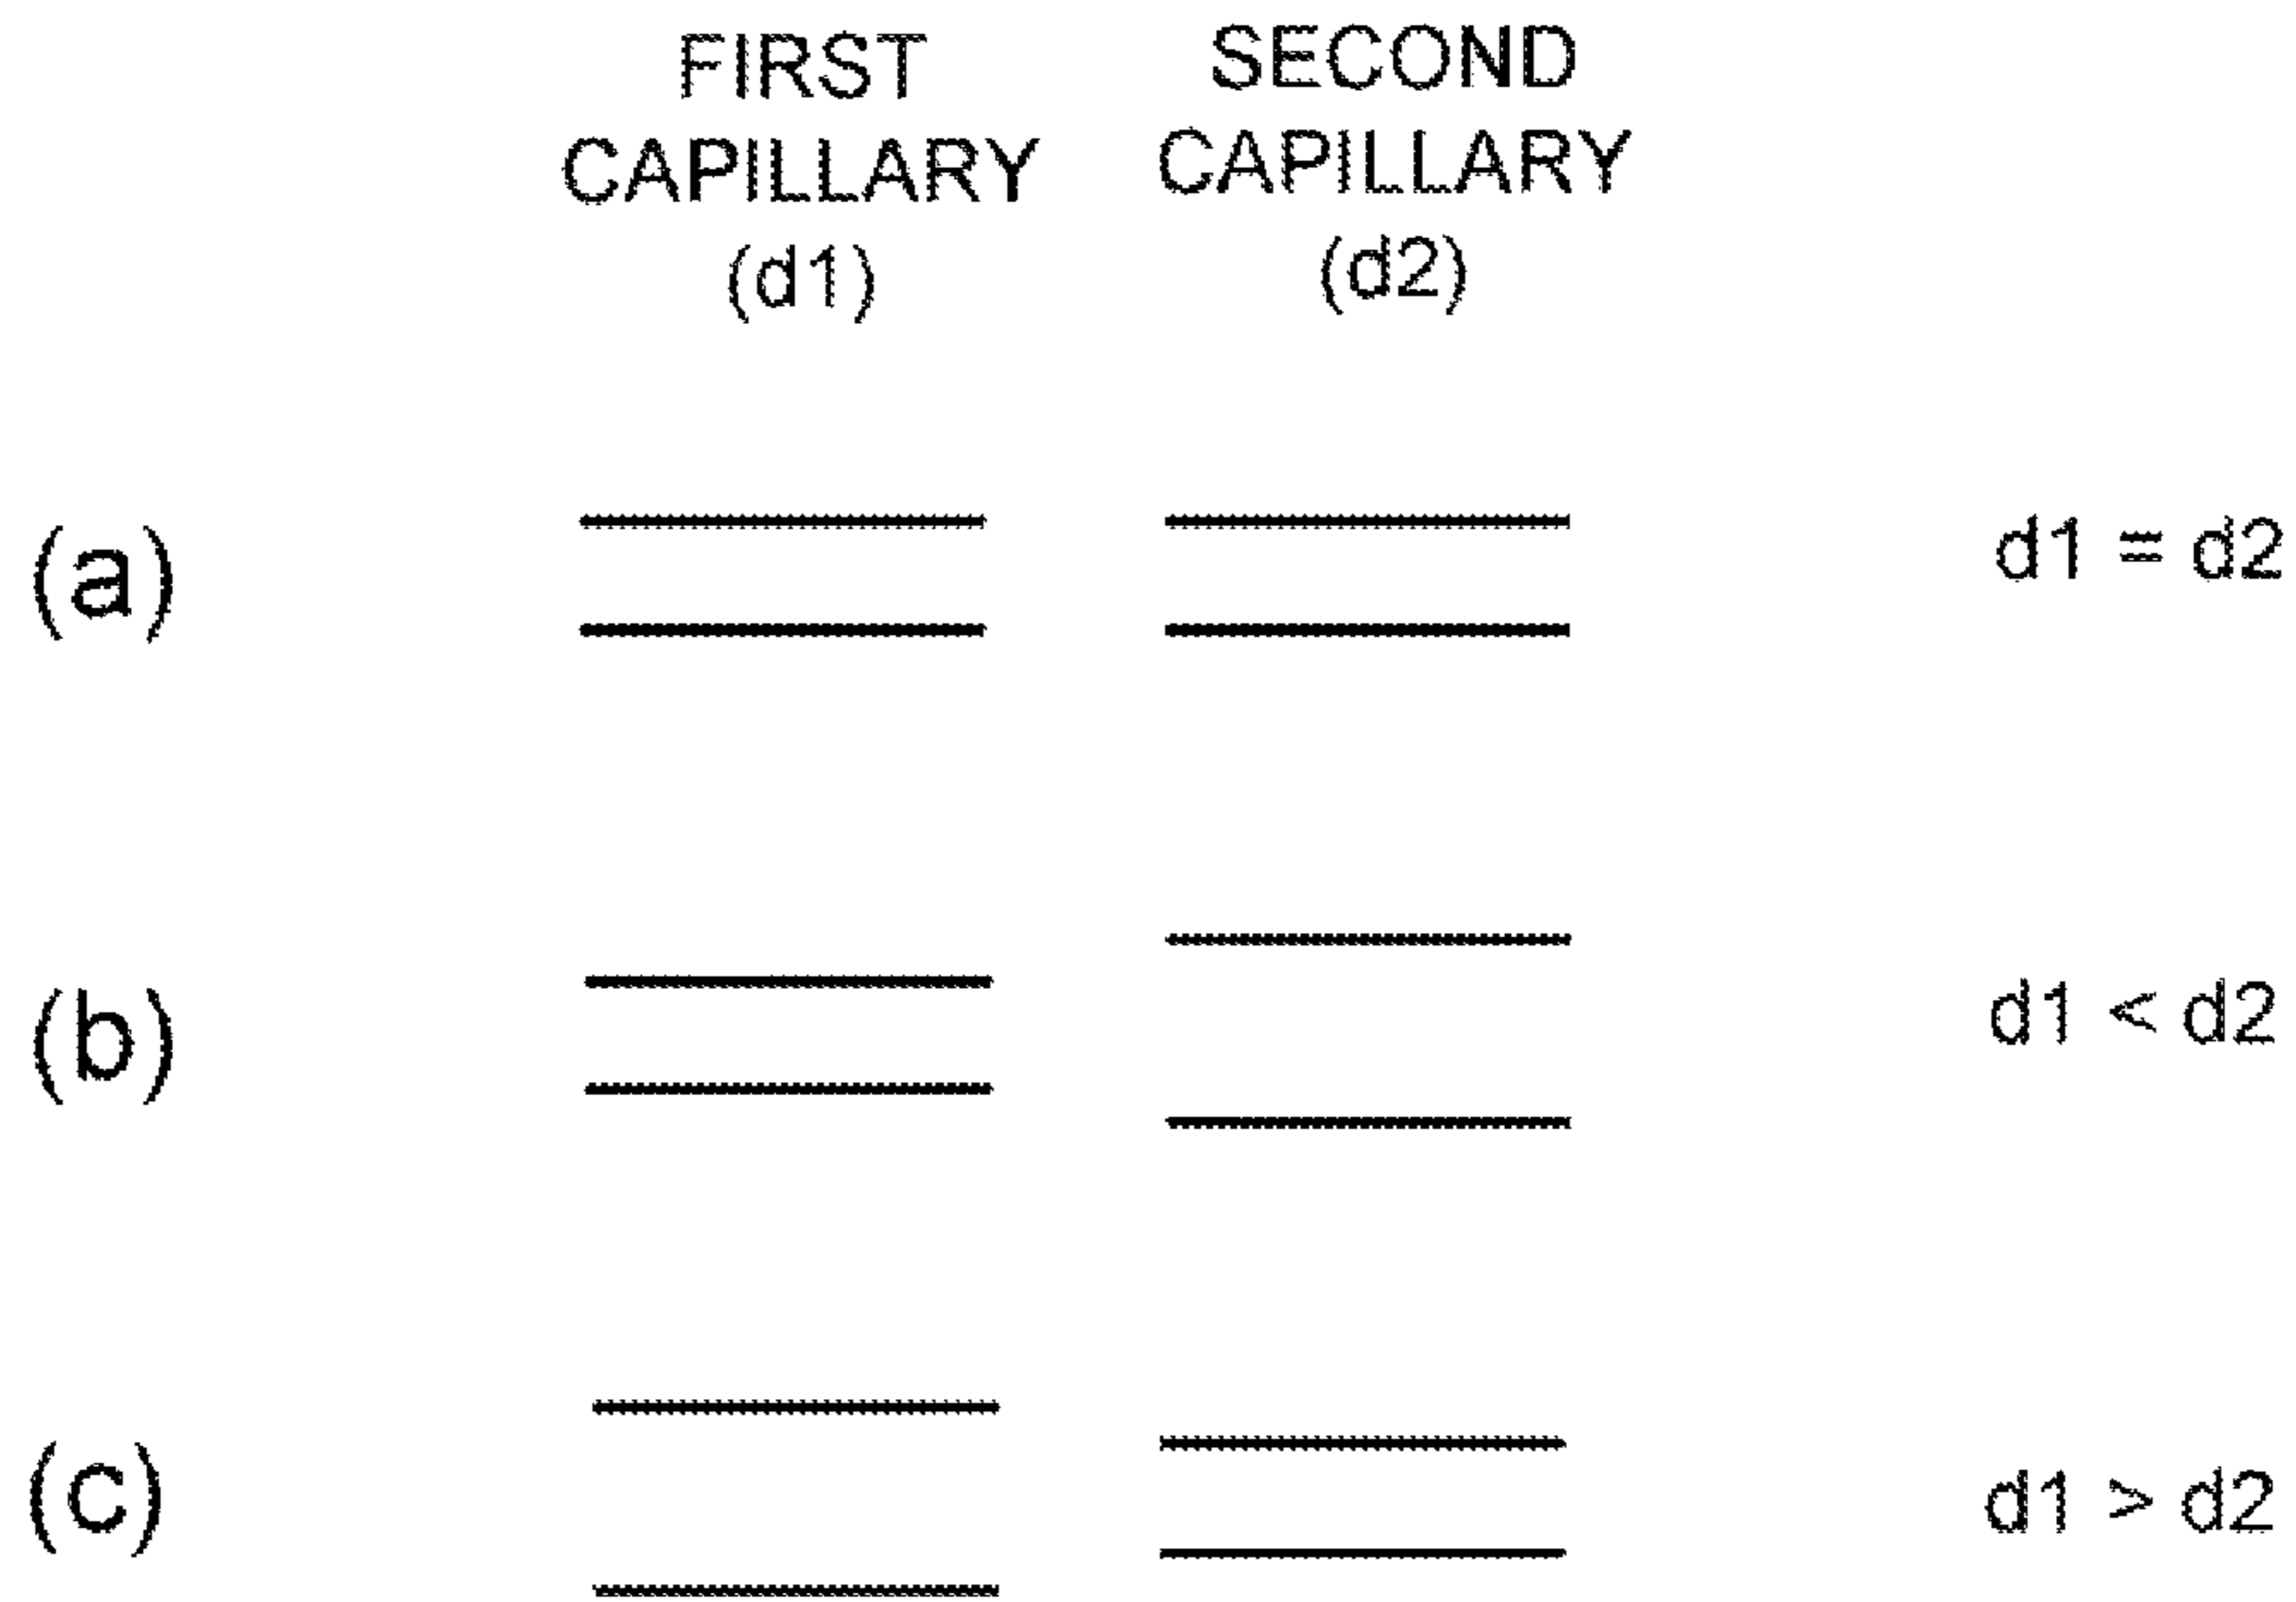 FIRST
CAPILLARY
(d1)
SECOND
CAPILLARY
(d2)
(a)
d1 = d2
(b)
d1 < d2
(c)
d1 > d2